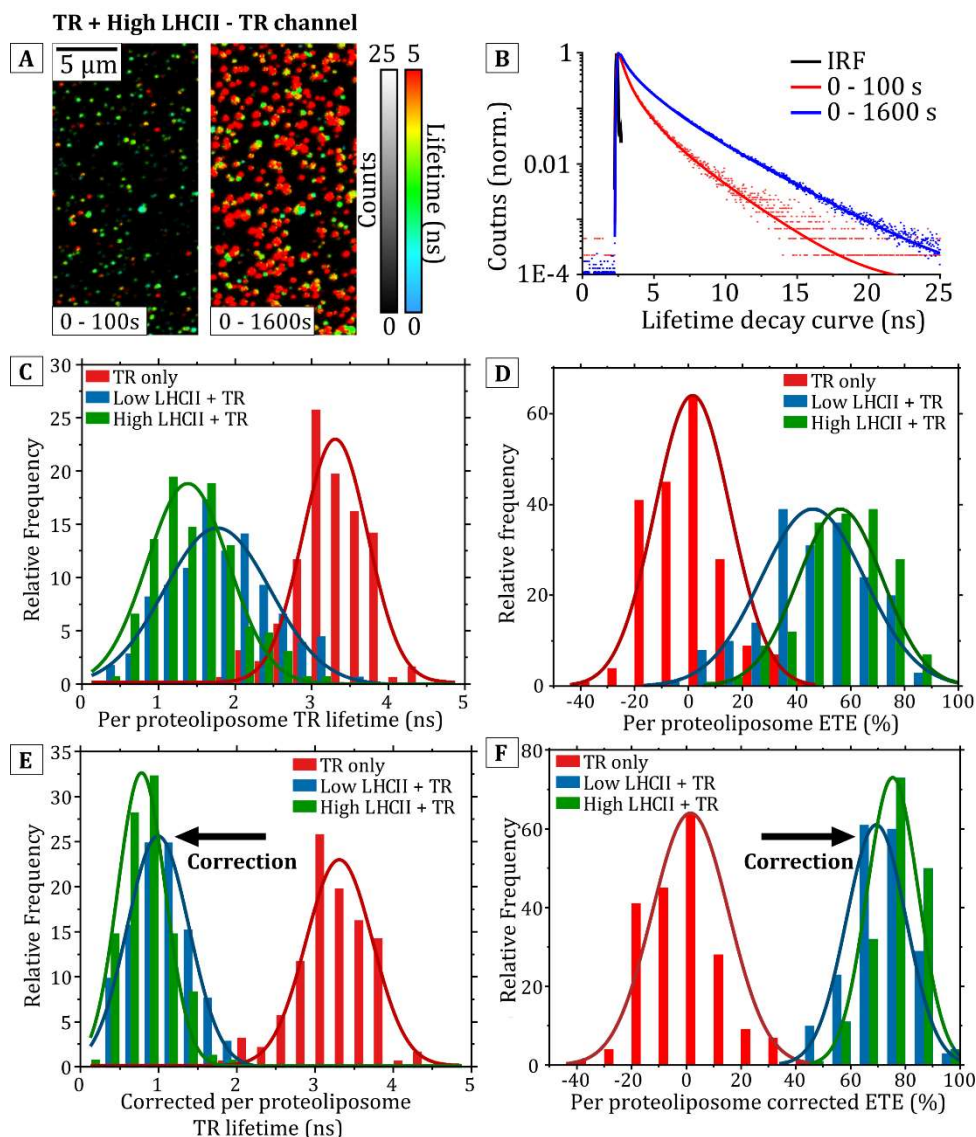 TR + High LHCII - TR channel
A
5 μm
0 - 100s
0 - 1600s
25
0
Counts
5
0
Lifetime (ns)
B
IRF
0 - 100 s
0 - 1600 s
1
0.01
1E-4
Coutns (norm.)
0 5 10 15 20 25
Lifetime decay curve (ns)
C
TR only
Low LHCII + TR
High LHCII + TR
30
25
20
15
10
5
0
Relative Frequency
0 1 2 3 4 5
Per proteoliposome TR lifetime (ns)
D
TR only
Low LHCII + TR
High LHCII + TR
60
40
20
0
Relative frequency
-40 -20 0 20 40 60 80 100
Per proteoliposome ETE (%)
E
TR only
Low LHCII + TR
High LHCII + TR
Correction
35
30
25
20
15
10
5
0
Relative Frequency
0 1 2 3 4 5
Corrected per proteoliposome
TR lifetime (ns)
F
TR only
Low LHCII + TR
High LHCII + TR
Correction
80
60
40
20
0
Relative Frequency
-40 -20 0 20 40 60 80 100
Per proteoliposome corrected ETE (%)